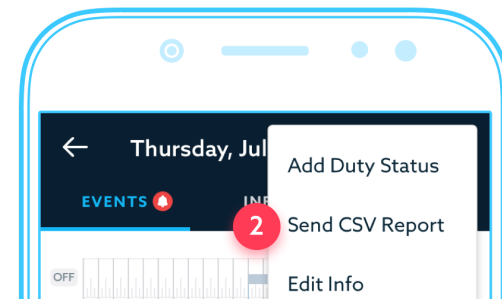 Thursday, Jul
Add Duty Status
EVENTS
2
Send CSV Report
OFF
Edit Info